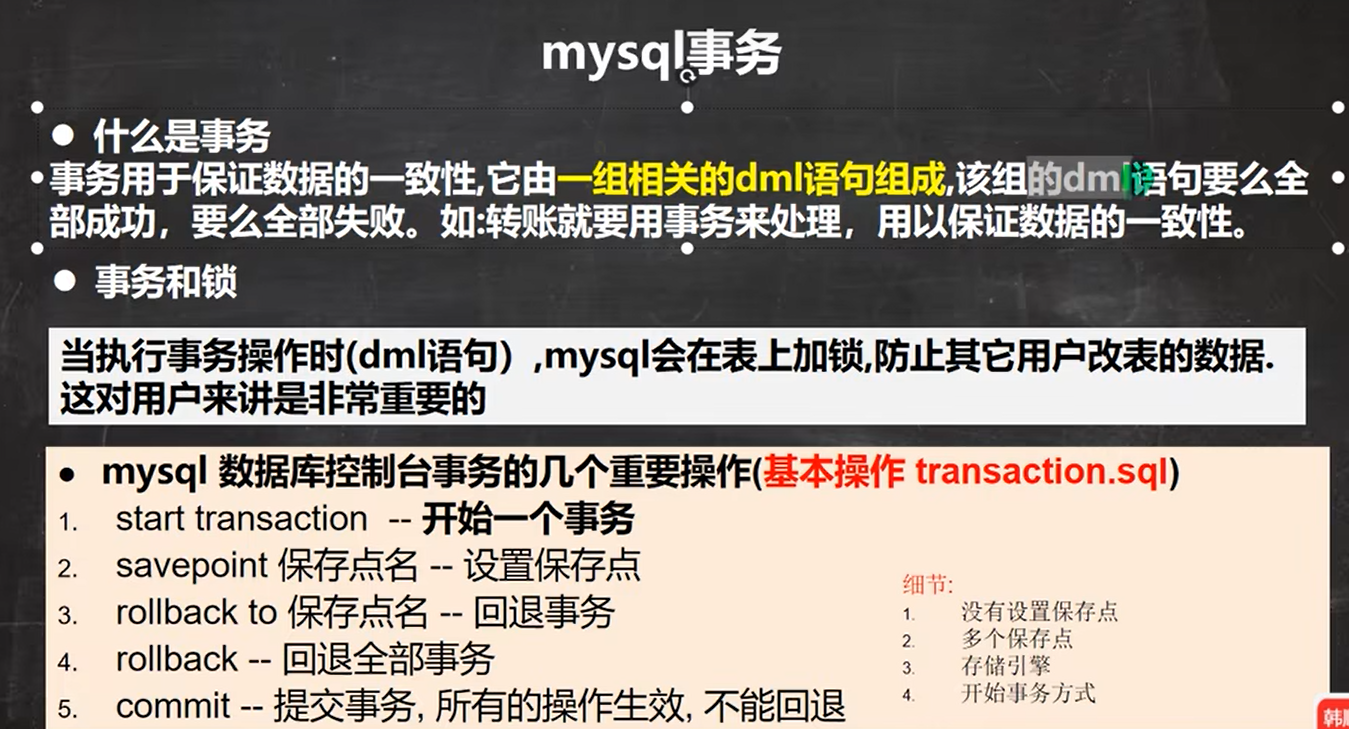 mysql事务
● 什么是事务
事务用于保证数据的一致性,它由一组相关的dml语句组成,该组的dml语句要么全
部成功，要么全部失败。如:转账就要用事务来处理，用以保证数据的一致性。
● 事务和锁
当执行事务操作时(dml语句）,mysql会在表上加锁,防止其它用户改表的数据.
这对用户来讲是非常重要的
● mysql 数据库控制台事务的几个重要操作(基本操作 transaction.sql)
1. start transaction -- 开始一个事务
2. savepoint 保存点名 -- 设置保存点
3. rollback to 保存点名 -- 回退事务
4. rollback -- 回退全部事务
5. commit -- 提交事务, 所有的操作生效, 不能回退
细节:
1. 没有设置保存点
2. 多个保存点
3. 存储引擎
4. 开始事务方式